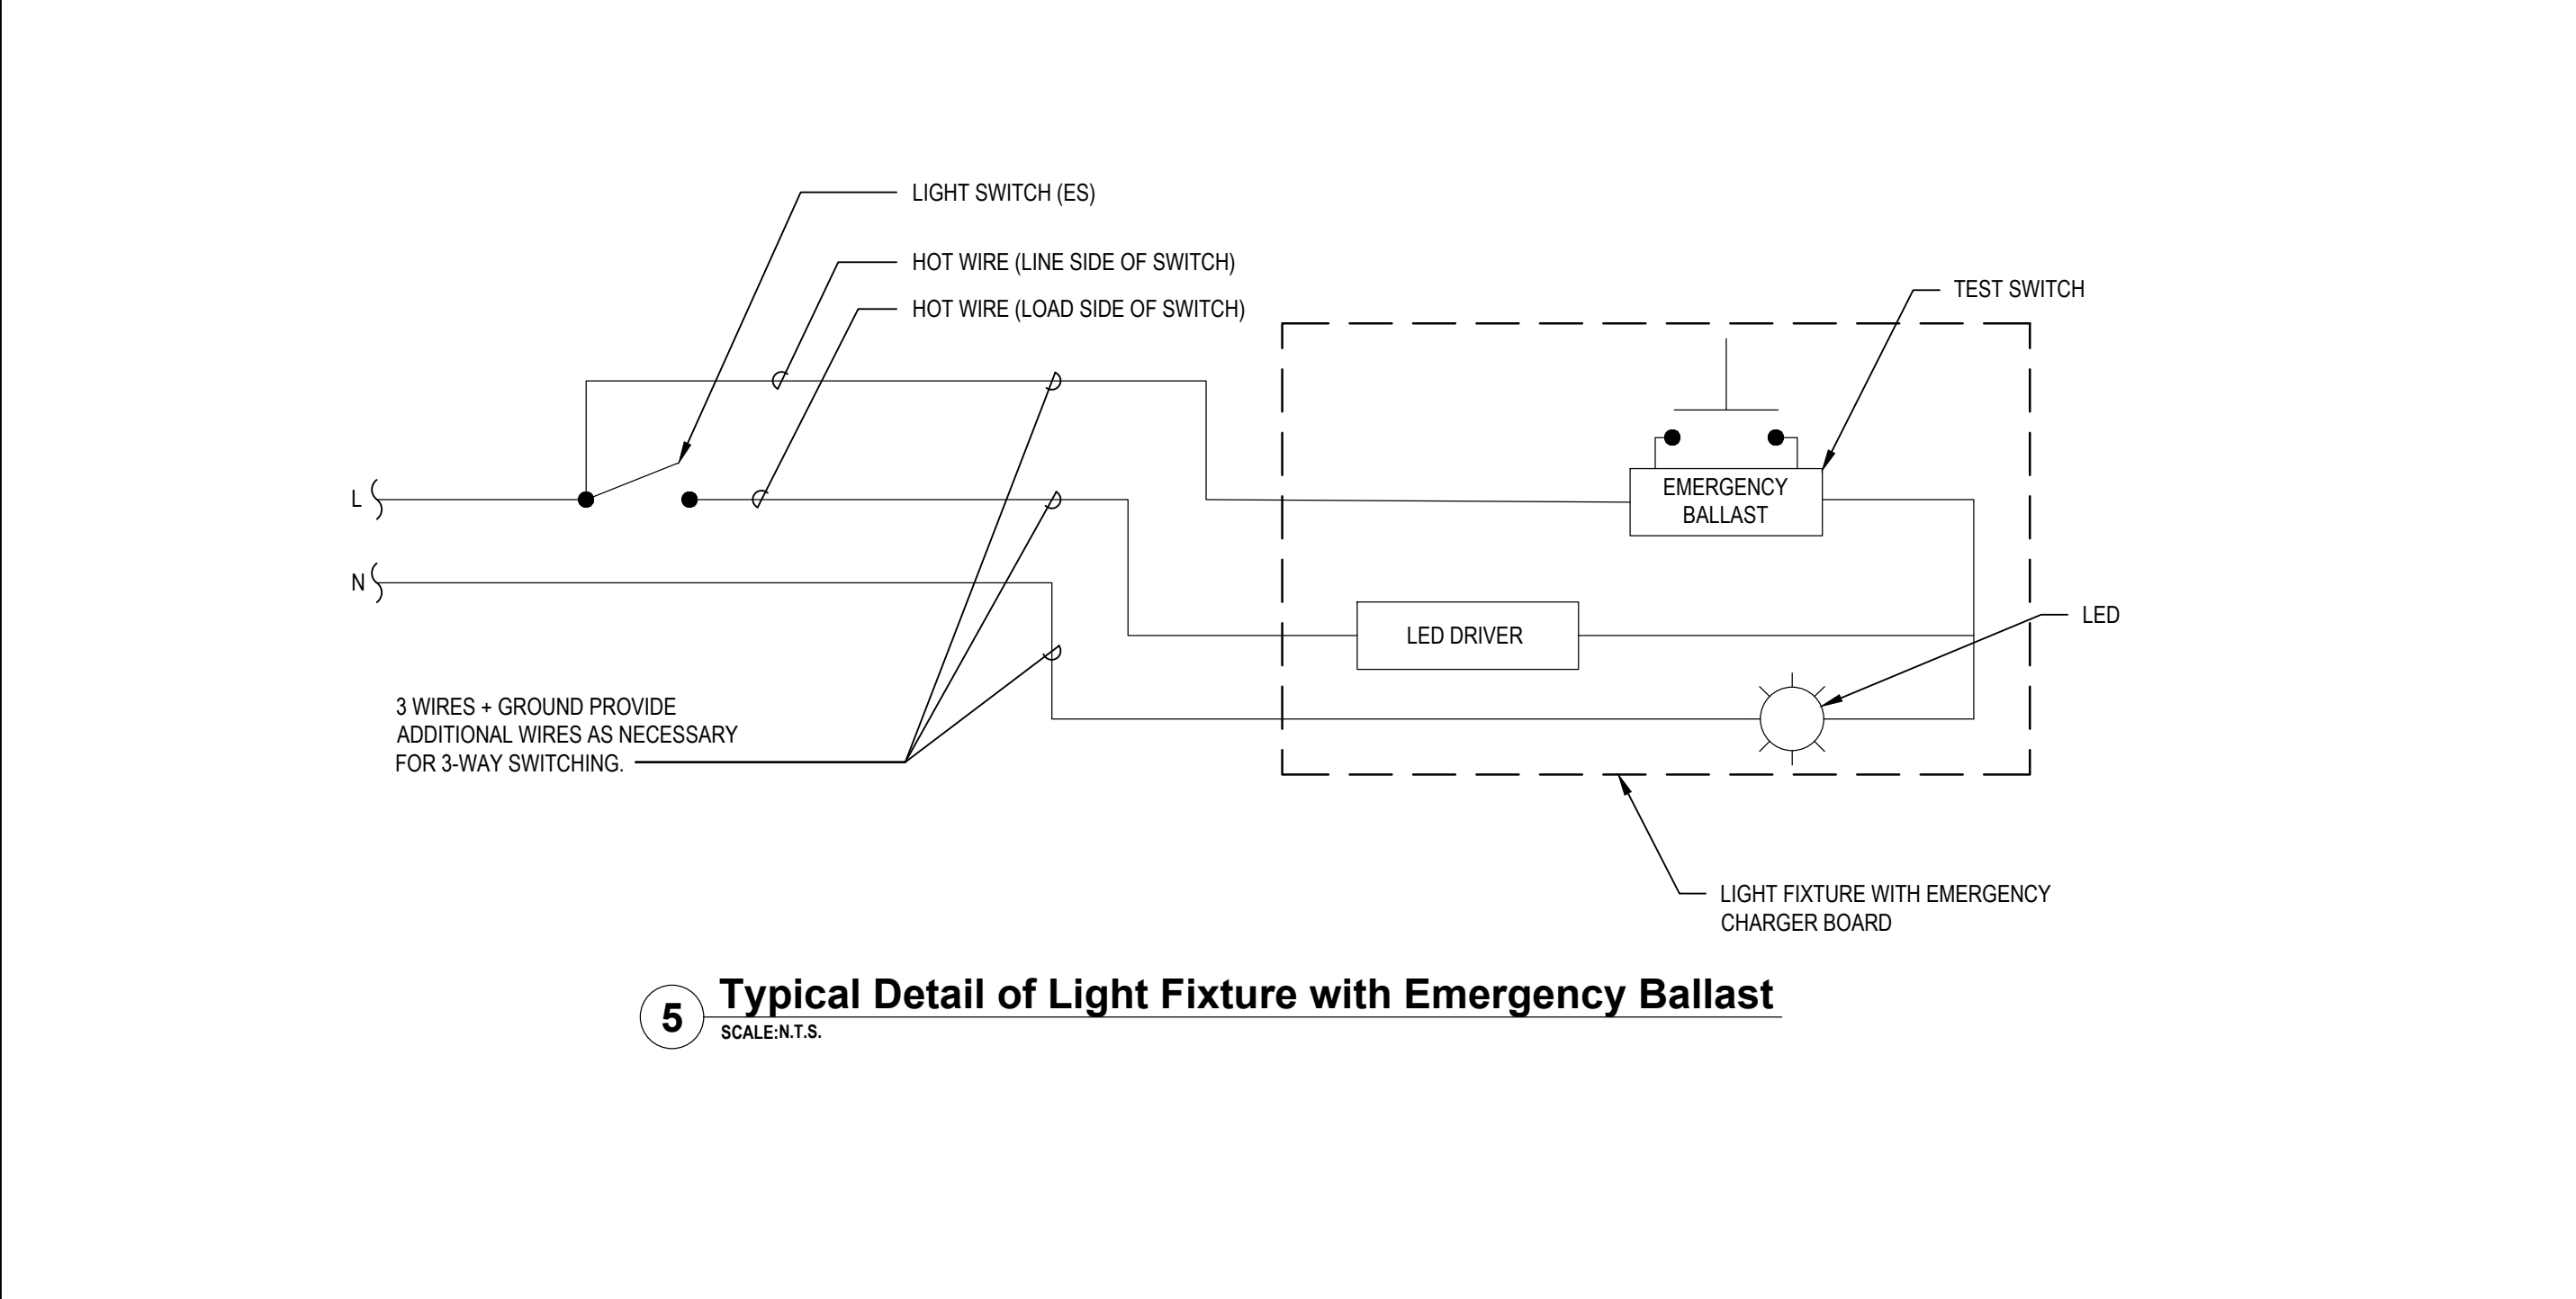 LIGHT SWITCH (ES)
HOT WIRE (LINE SIDE OF SWITCH)
HOT WIRE (LOAD SIDE OF SWITCH)
TEST SWITCH
EMERGENCY
BALLAST
L
N
LED DRIVER
LED
3 WIRES + GROUND PROVIDE
ADDITIONAL WIRES AS NECESSARY
FOR 3-WAY SWITCHING.
LIGHT FIXTURE WITH EMERGENCY
CHARGER BOARD
5
Typical Detail of Light Fixture with Emergency Ballast
SCALE:N.T.S.